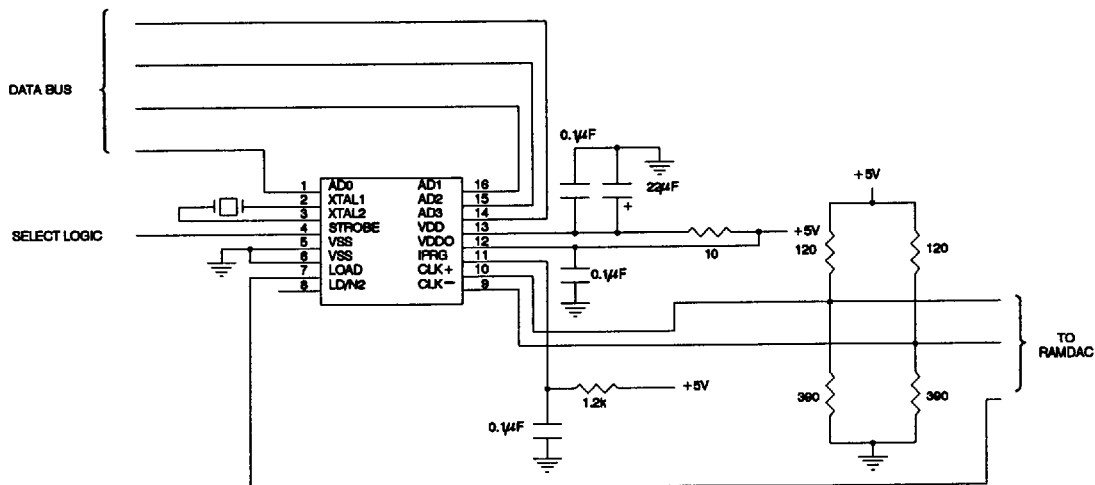 DATA BUS
SELECT LOGIC
1 AD0 AD1 16
2 XTAL1 AD2 15
3 XTAL2 AD3 14
4 STROBE VDD 13
5 VSS VDDO 12
6 VSS IPRG 11
7 LOAD CLK+ 10
8 LD/N2 CLK− 9
0.1µF
22µF
+
+5V
10
0.1µF
+5V
120
120
390
390
TO
RAMDAC
+5V
1.2k
0.1µF